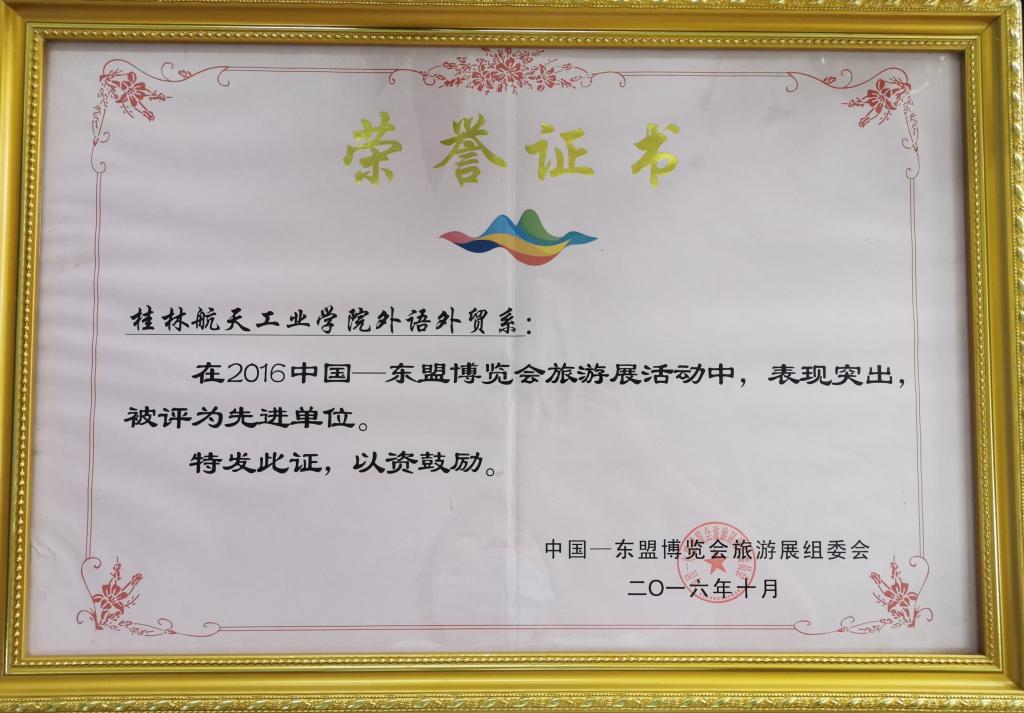 荣誉证书
桂林航天工业学院外语外贸系：
在2016中国—东盟博览会旅游展活动中，表现突出，
被评为先进单位。
特发此证，以资鼓励。
中国—东盟博览会旅游展组委会
二〇一六年十月